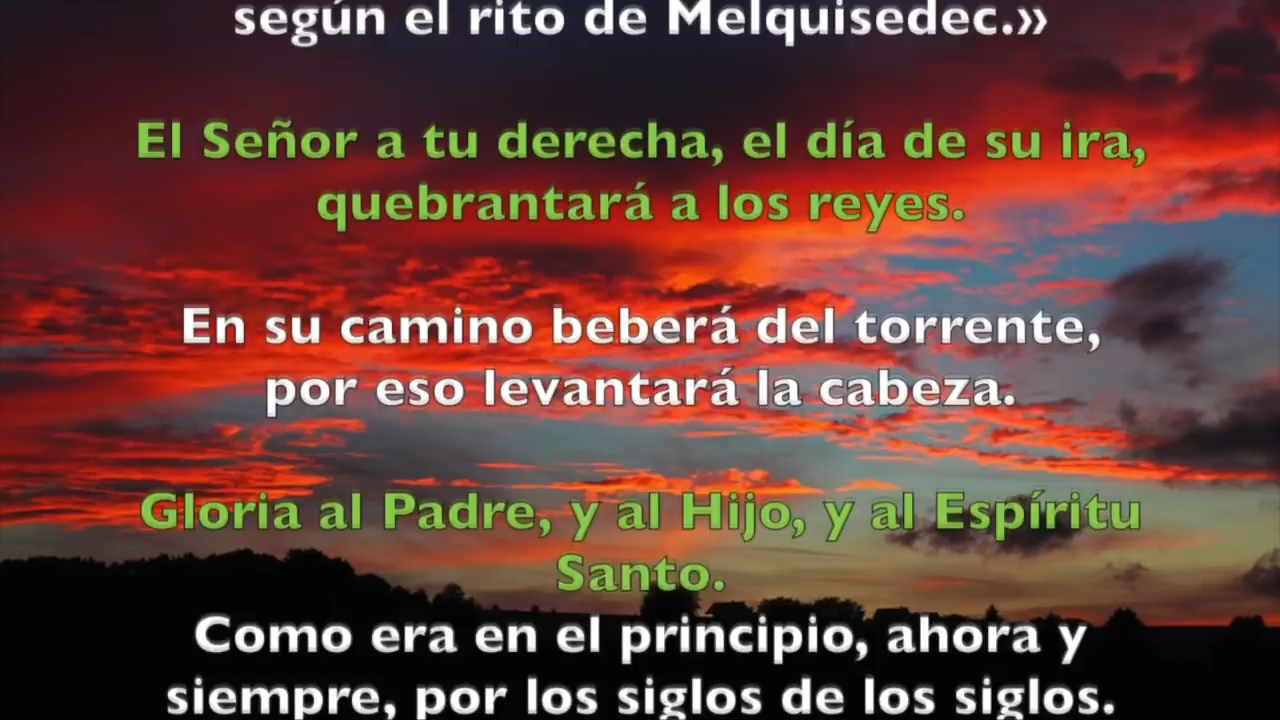 según el rito de Melquisedec.»
El Señor a tu derecha, el día de su ira,
quebrantará a los reyes.
En su camino beberá del torrente,
por eso levantará la cabeza.
Gloria al Padre, y al Hijo, y al Espíritu
Santo.
Como era en el principio, ahora y
siempre, por los siglos de los siglos.